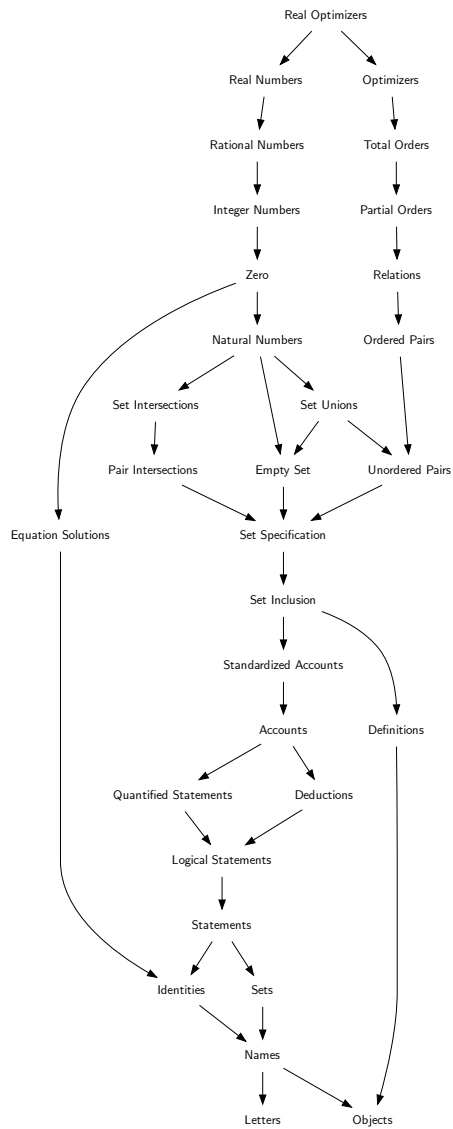 Real Optimizers
Real Numbers
Optimizers
Rational Numbers
Total Orders
Integer Numbers
Partial Orders
Zero
Relations
Natural Numbers
Ordered Pairs
Set Intersections
Set Unions
Pair Intersections
Empty Set
Unordered Pairs
Equation Solutions
Set Specification
Set Inclusion
Standardized Accounts
Accounts
Definitions
Quantified Statements
Deductions
Logical Statements
Statements
Identities
Sets
Names
Letters
Objects